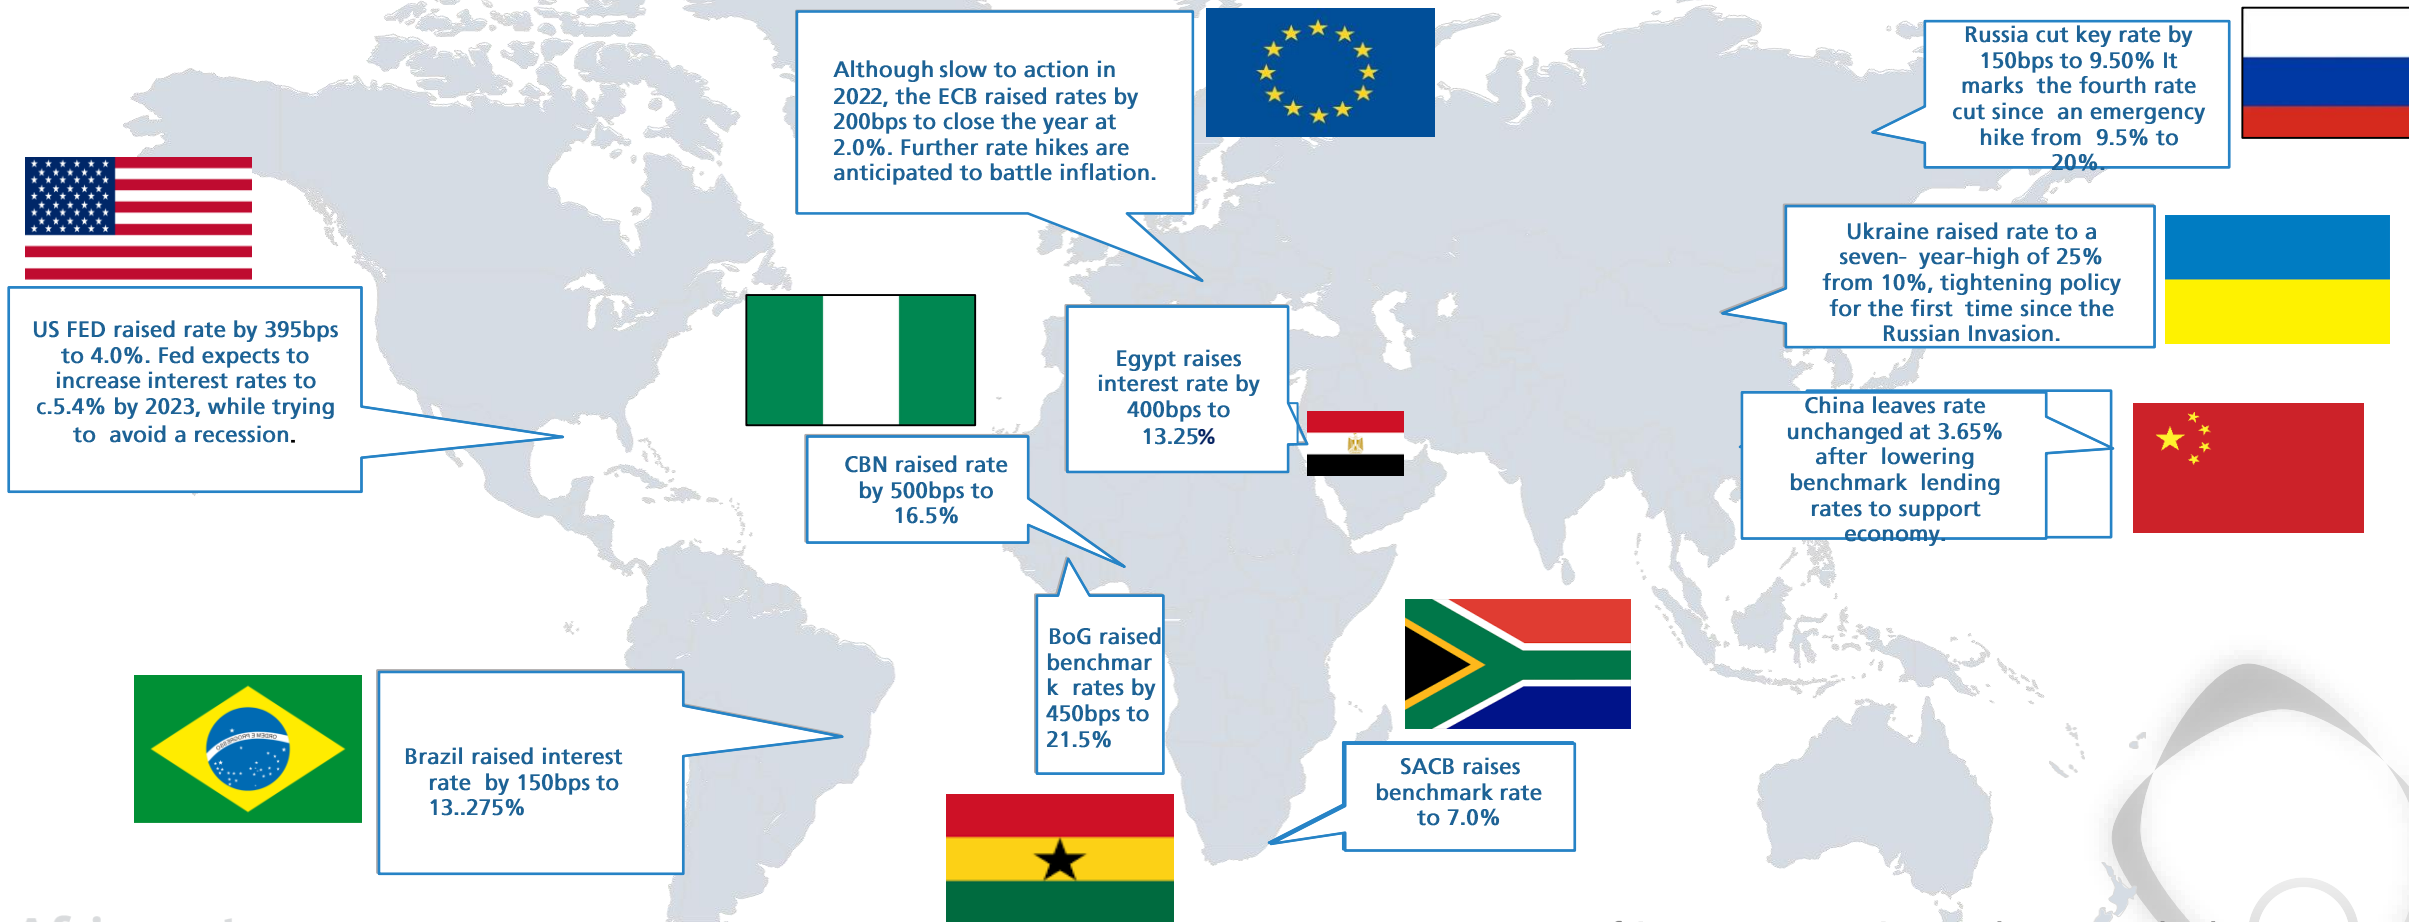 Although slow to action in
2022, the ECB raised rates by
200bps to close the year at
2.0%. Further rate hikes are
anticipated to battle inflation.
Russia cut key rate by
150bps to 9.50% It
marks the fourth rate
cut since an emergency
hike from 9.5% to
20%.
US FED raised rate by 395bps
to 4.0%. Fed expects to
increase interest rates to
c.5.4% by 2023, while trying
to avoid a recession.
Ukraine raised rate to a
seven- year-high of 25%
from 10%, tightening policy
for the first time since the
Russian Invasion.
Egypt raises
interest rate by
400bps to
13.25%
China leaves rate
unchanged at 3.65%
after lowering
benchmark lending
rates to support
economy.
CBN raised rate
by 500bps to
16.5%
BoG raised
benchmar
k rates by
450bps to
21.5%
Brazil raised interest
rate by 150bps to
13..275%
ORDEM E PROGRESSO
SACB raises
benchmark rate
to 7.0%